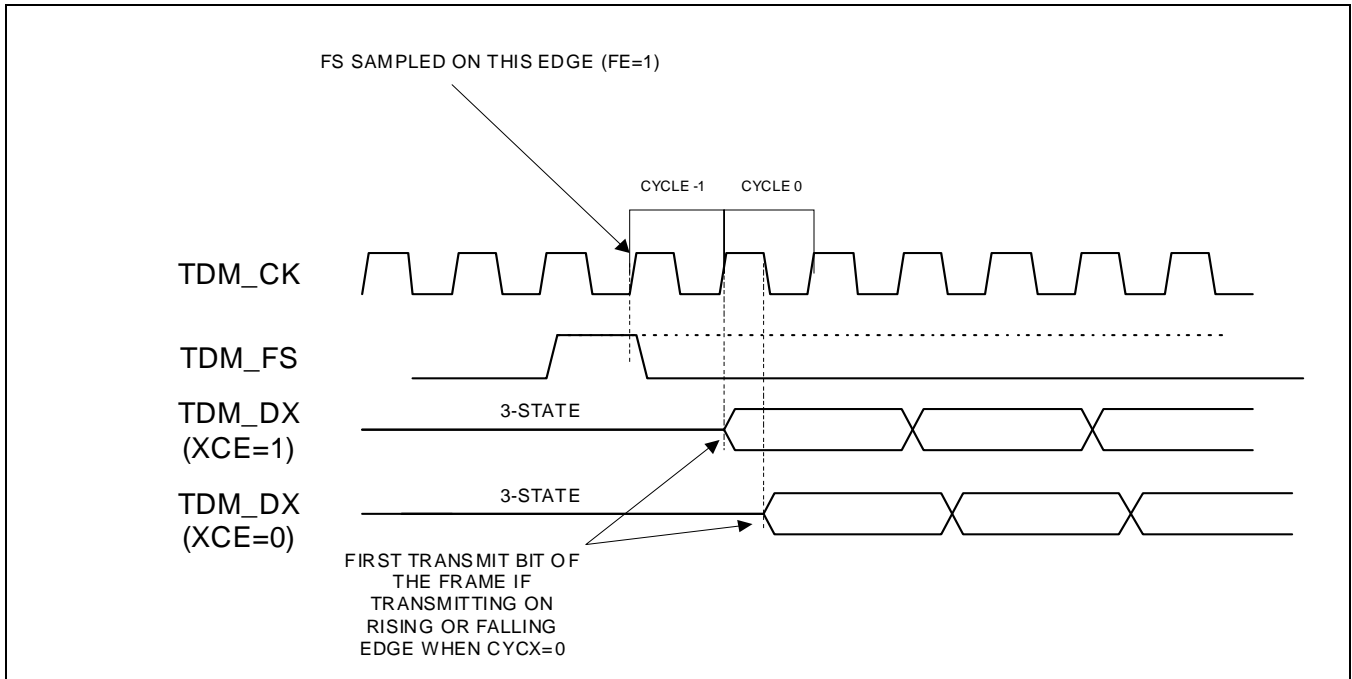 FS SAMPLED ON THIS EDGE (FE=1)
CYCLE -1
CYCLE 0
TDM_CK
TDM_FS
TDM_DX
(XCE=1)
3-STATE
TDM_DX
(XCE=0)
3-STATE
FIRST TRANSMIT BIT OF
THE FRAME IF
TRANSMITTING ON
RISING OR FALLING
EDGE WHEN CYCX=0